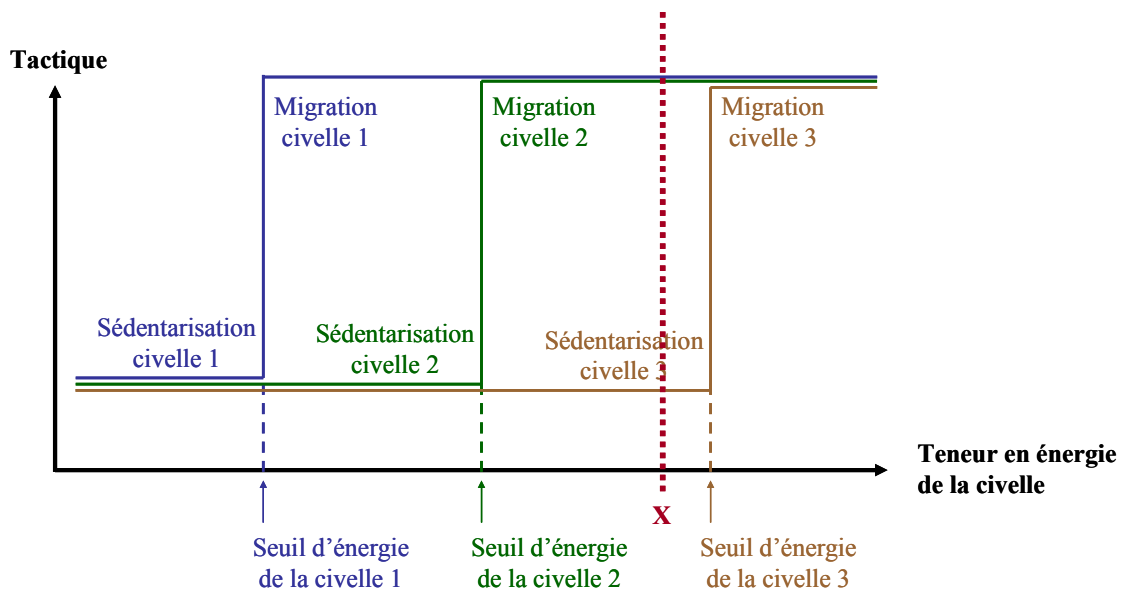 Tactique
Migration
civelle 1
Migration
civelle 2
Migration
civelle 3
Sédentarisation
civelle 1
Sédentarisation
civelle 2
Sédentarisation
civelle 3
Teneur en énergie
de la civelle
X
Seuil d’énergie
de la civelle 1
Seuil d’énergie
de la civelle 2
Seuil d’énergie
de la civelle 3